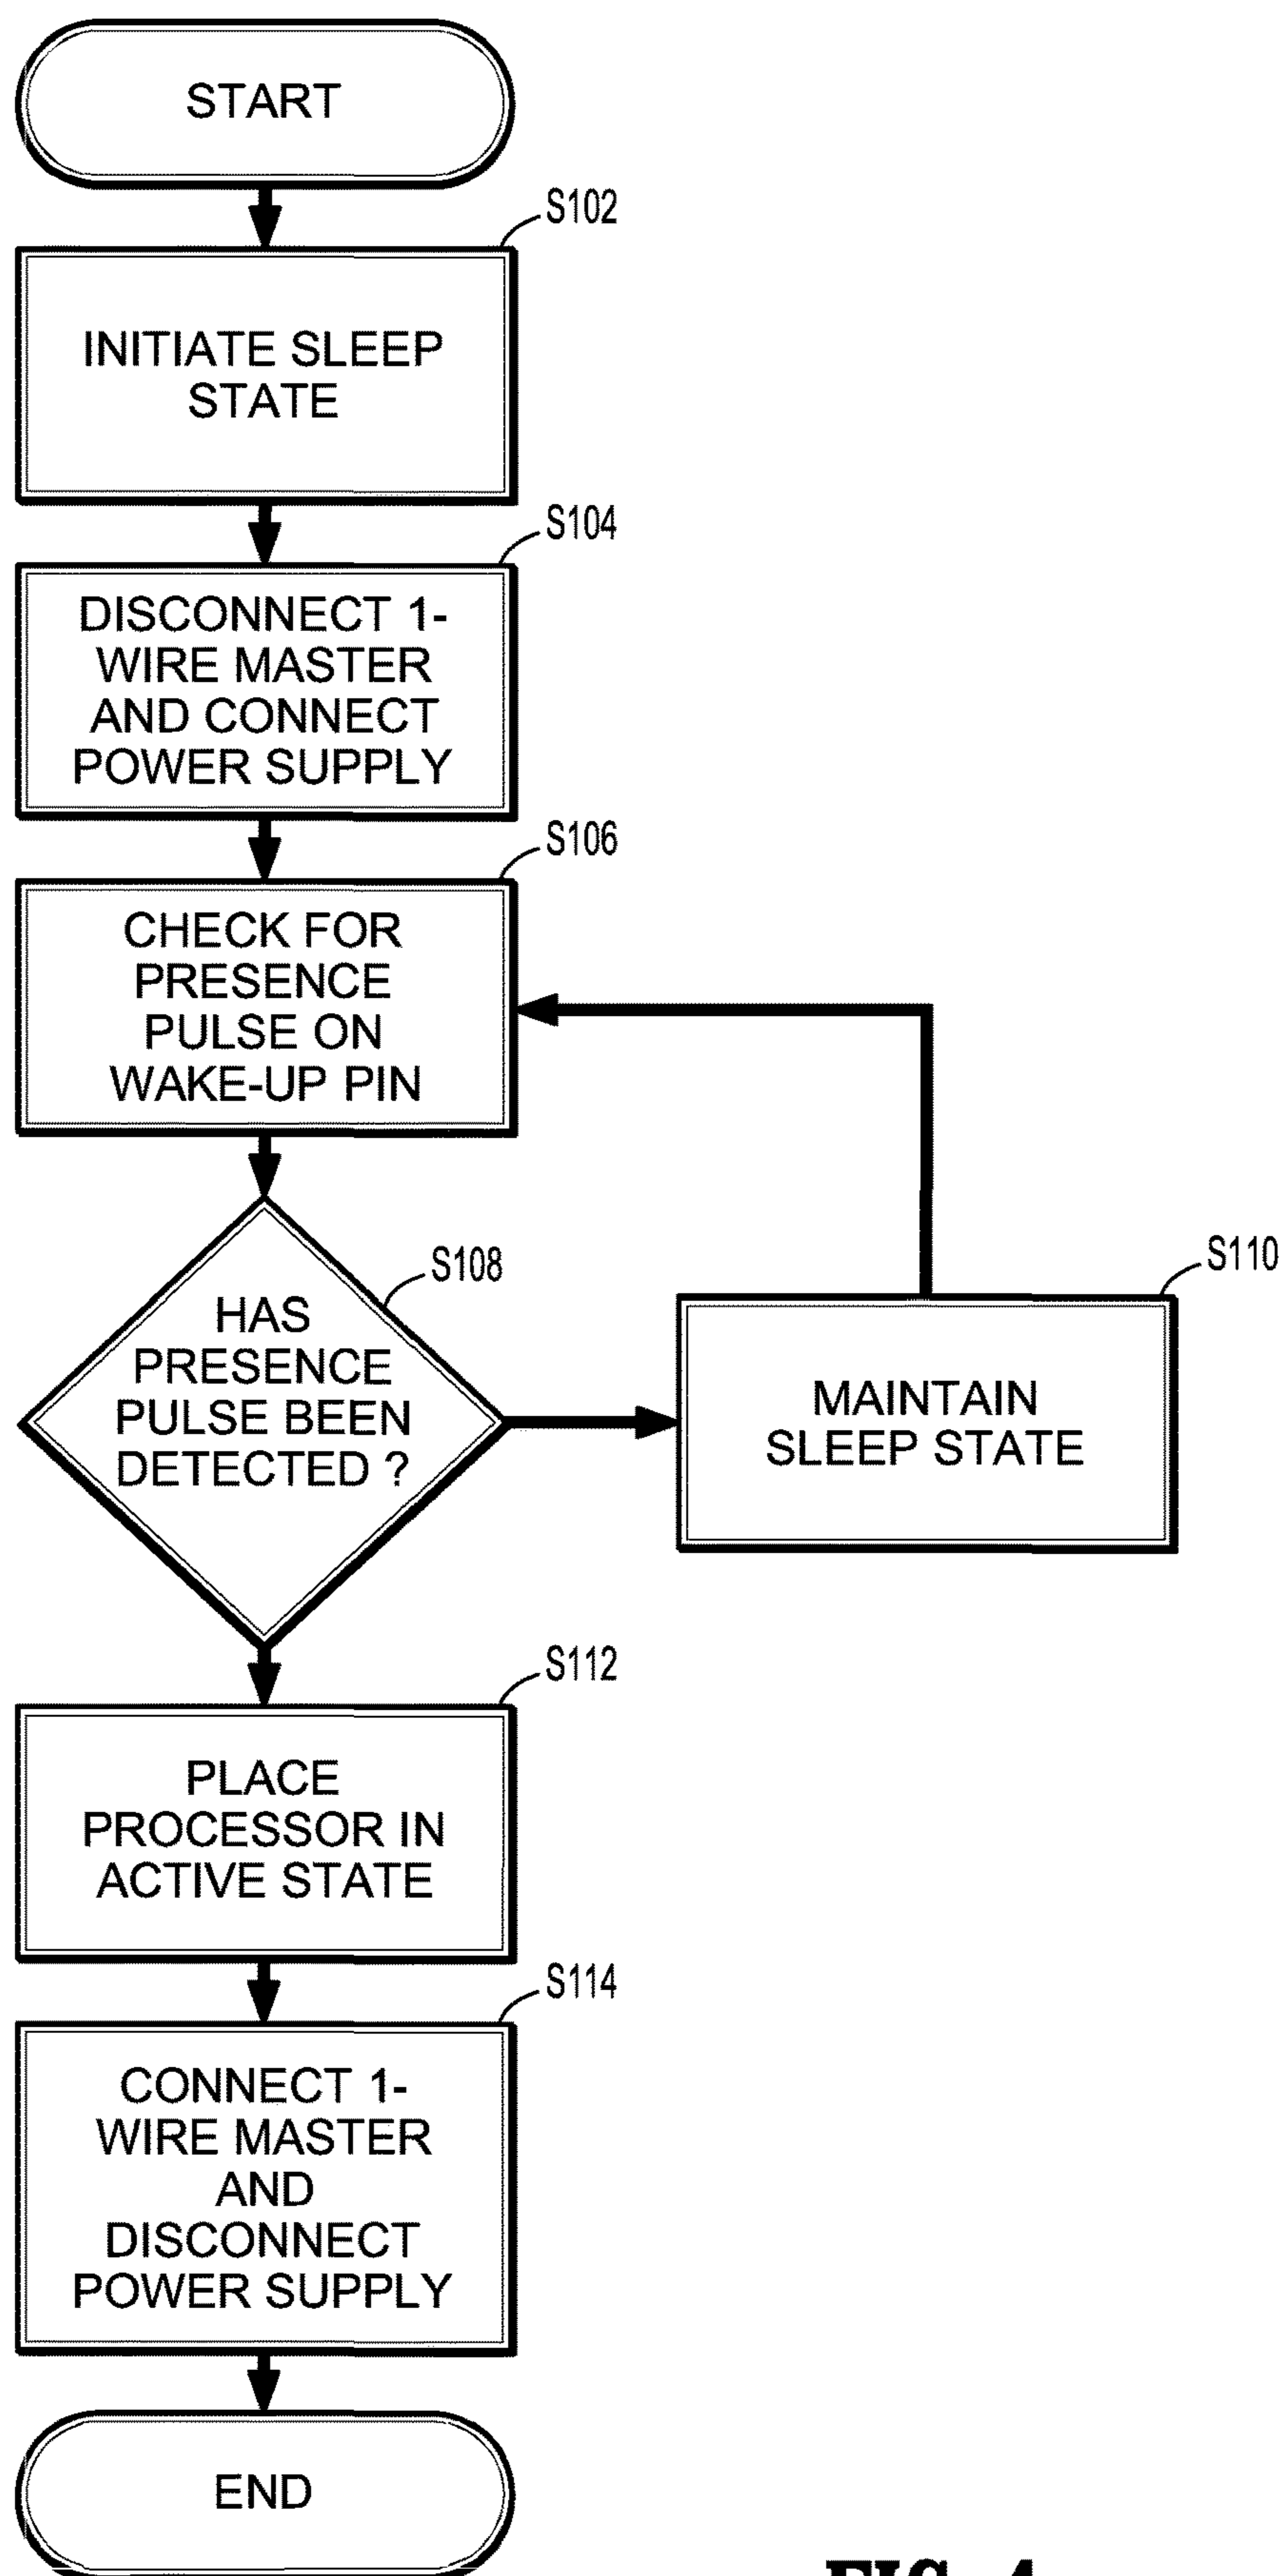 START
S102
INITIATE SLEEP
STATE
S104
DISCONNECT 1-
WIRE MASTER
AND CONNECT
POWER SUPPLY
S106
CHECK FOR
PRESENCE
PULSE ON
WAKE-UP PIN
S108
HAS
PRESENCE
PULSE BEEN
DETECTED ?
S110
MAINTAIN
SLEEP STATE
S112
PLACE
PROCESSOR IN
ACTIVE STATE
S114
CONNECT 1-
WIRE MASTER
AND
DISCONNECT
POWER SUPPLY
END
FIG. 4